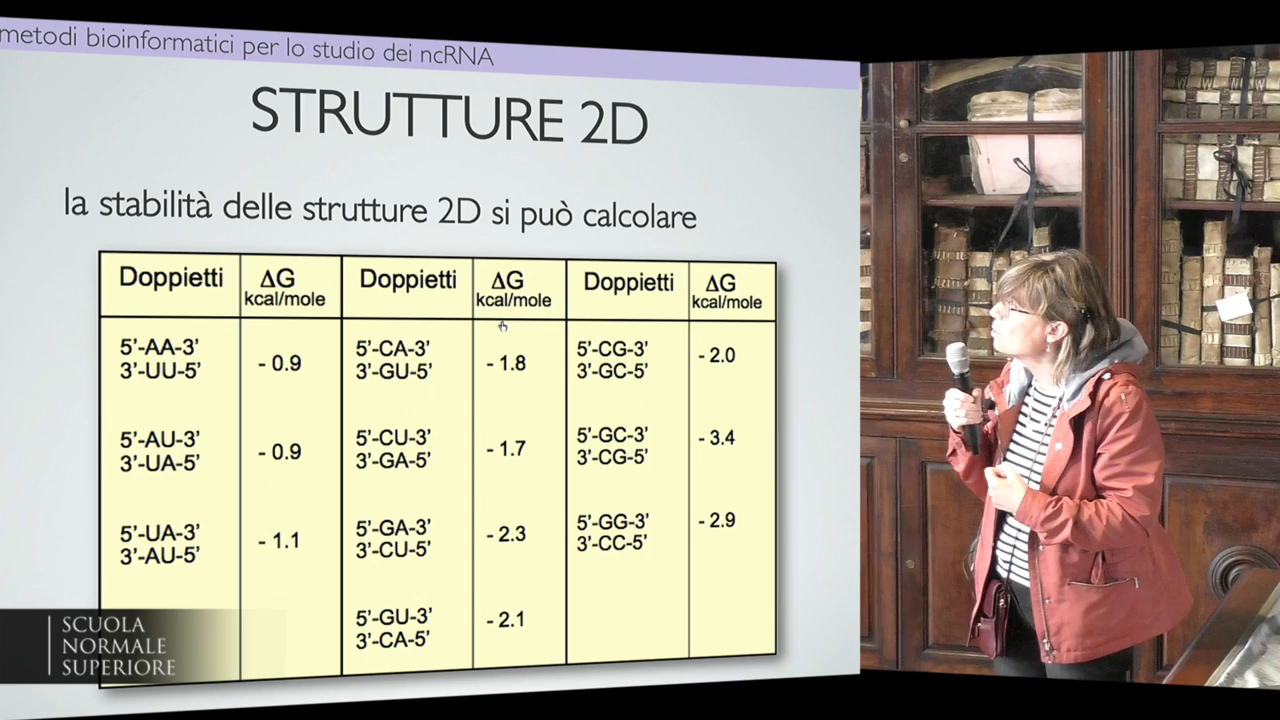 metodi bioinformatici per lo studio dei ncRNA
STRUTTURE 2D
la stabilità delle strutture 2D si può calcolare
Doppietti ΔG kcal/mole Doppietti ΔG kcal/mole Doppietti ΔG kcal/mole
5'-AA-3'
3'-UU-5'
- 0.9
5'-CA-3'
3'-GU-5'
- 1.8
5'-CG-3'
3'-GC-5'
- 2.0
5'-AU-3'
3'-UA-5'
- 0.9
5'-CU-3'
3'-GA-5'
- 1.7
5'-GC-3'
3'-CG-5'
- 3.4
5'-UA-3'
3'-AU-5'
- 1.1
5'-GA-3'
3'-CU-5'
- 2.3
5'-GG-3'
3'-CC-5'
- 2.9
5'-GU-3'
3'-CA-5'
- 2.1
SCUOLA
NORMALE
SUPERIORE